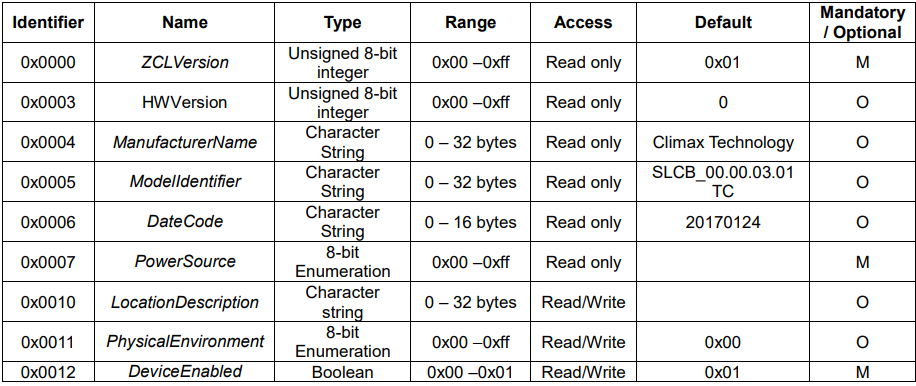 Identifier Name Type Range Access Default Mandatory / Optional
0x0000 ZCLVersion Unsigned 8-bit integer 0x00 –0xff Read only 0x01 M
0x0003 HWVersion Unsigned 8-bit integer 0x00 –0xff Read only 0 O
0x0004 ManufacturerName Character String 0 – 32 bytes Read only Climax Technology O
0x0005 ModelIdentifier Character String 0 – 32 bytes Read only SLCB_00.00.03.01 TC O
0x0006 DateCode Character String 0 – 16 bytes Read only 20170124 O
0x0007 PowerSource 8-bit Enumeration 0x00 –0xff Read only M
0x0010 LocationDescription Character string 0 – 32 bytes Read/Write O
0x0011 PhysicalEnvironment 8-bit Enumeration 0x00 –0xff Read/Write 0x00 O
0x0012 DeviceEnabled Boolean 0x00 –0x01 Read/Write 0x01 M